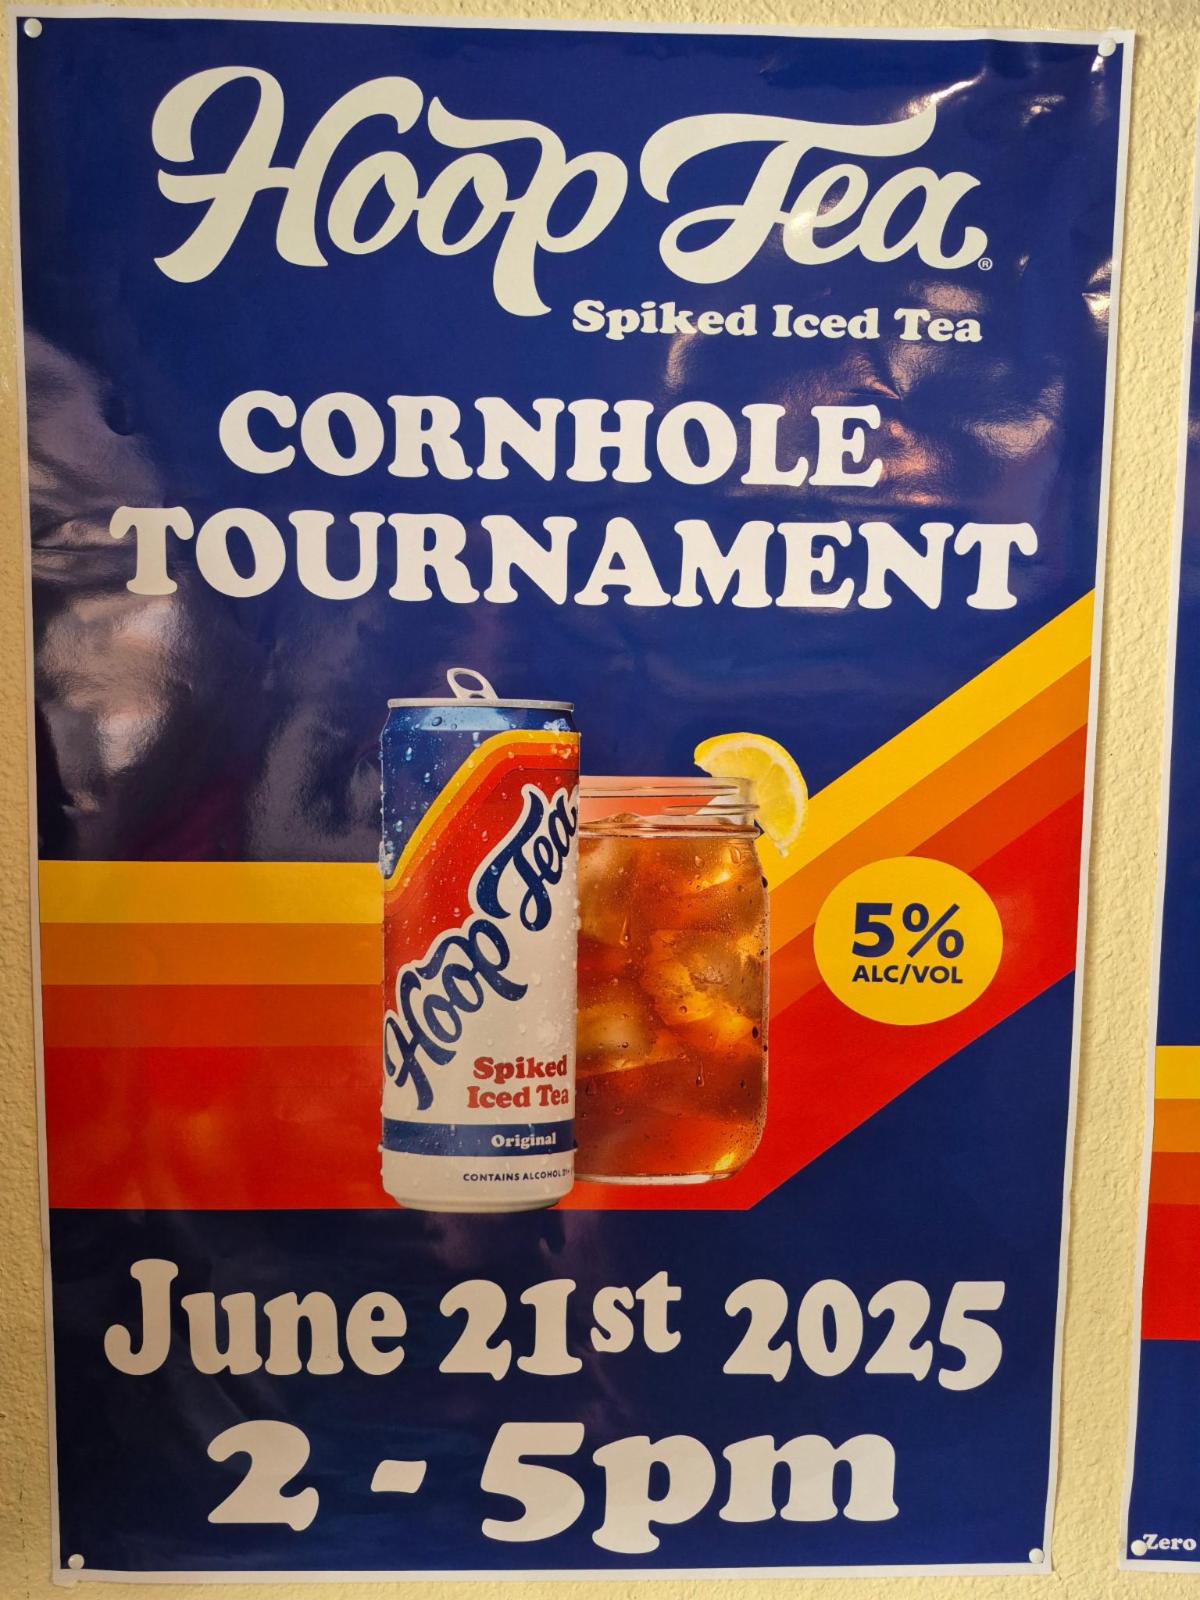 Hoop Tea®
Spiked Iced Tea
CORNHOLE
TOURNAMENT
Hoop Tea
Spiked
Iced Tea
Original
CONTAINS ALCOHOL
5%
ALC/VOL
June 21st 2025
2 - 5pm
Zero